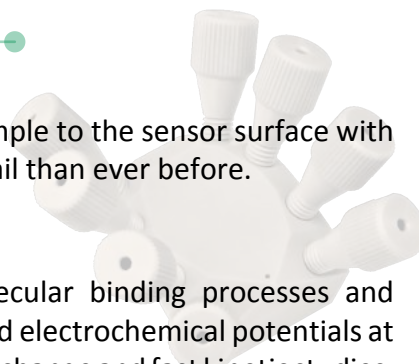 mple to the sensor surface with
ail than ever before.
ecular binding processes and
d electrochemical potentials at